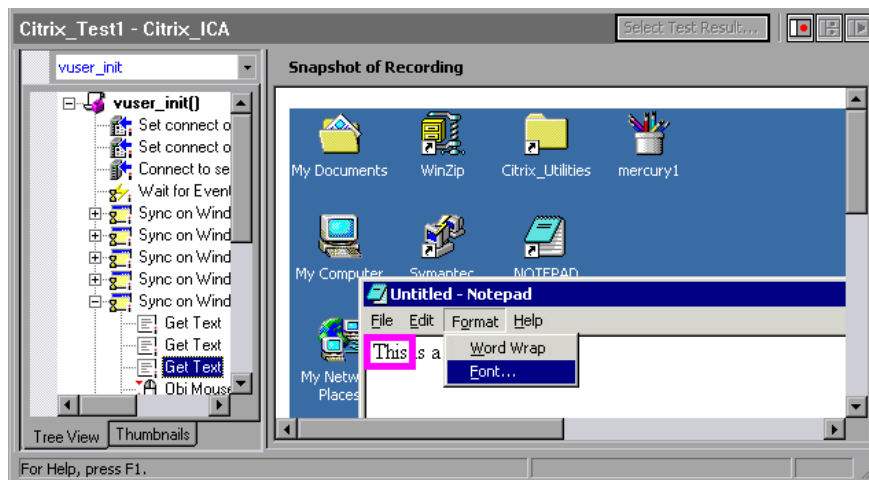 Citrix_Test1 - Citrix_ICA
Select Test Result...
vuser_init
Snapshot of Recording
vuser_init()
Set connect o
Set connect o
Connect to se
Wait for Event
Sync on Wind
Sync on Wind
Sync on Wind
Sync on Wind
Sync on Wind
Get Text
Get Text
Get Text
Obj Mouse
Tree View
Thumbnails
My Documents
WinZip
Citrix_Utilities
mercury1
My Computer
Symantec
NOTEPAD
My Netw
Places
Untitled - Notepad
File Edit Format Help
This is a
Word Wrap
Font...
For Help, press F1.